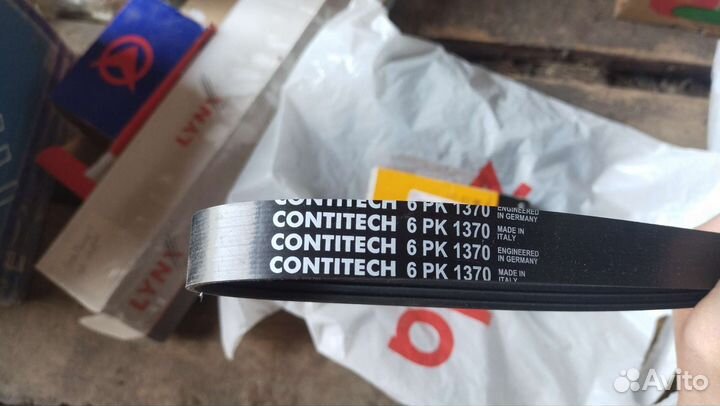 LYNX
LYNX
CONTITECH 6 PK 1370 ENGINEERED IN GERMANY
CONTITECH 6 PK 1370 MADE IN ITALY
CONTITECH 6 PK 1370 ENGINEERED IN GERMANY
CONTITECH 6 PK 1370 MADE IN ITALY
Avito